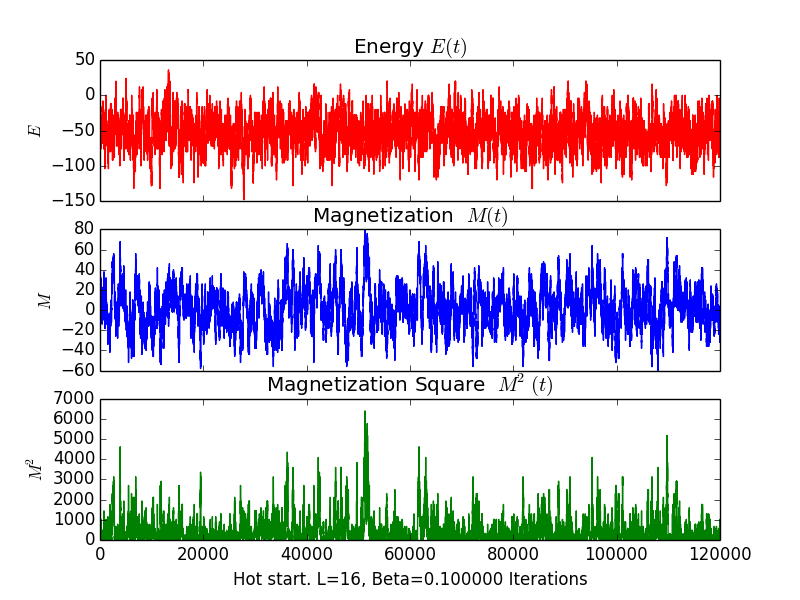 Energy E(t)
50
0
−50
−100
−150
E
Magnetization M(t)
80
60
40
20
0
−20
−40
−60
M
Magnetization Square M² (t)
7000
6000
5000
4000
3000
2000
1000
0
M²
0 20000 40000 60000 80000 100000 120000
Hot start. L=16, Beta=0.100000 Iterations